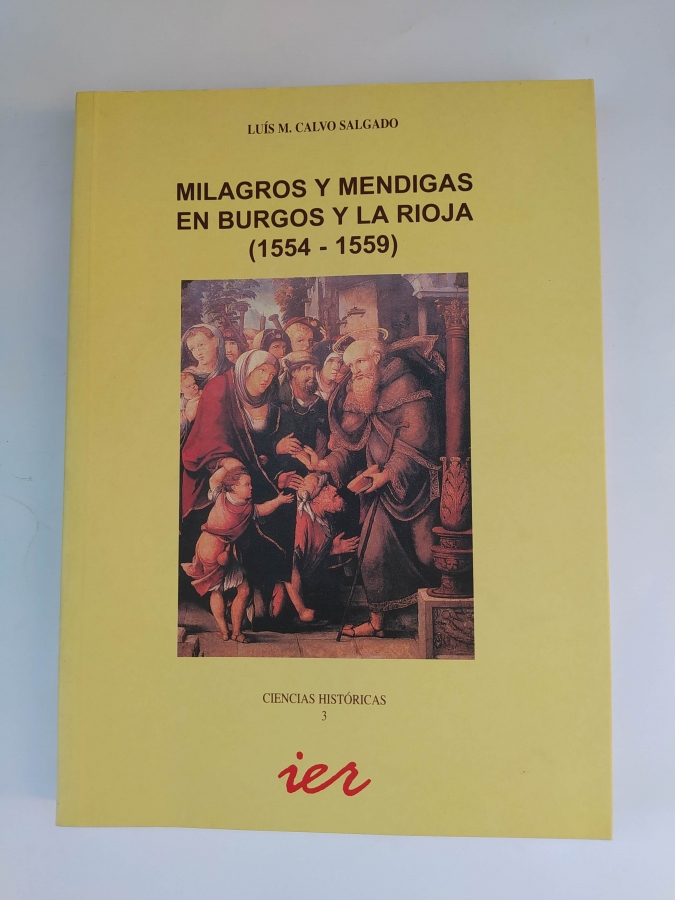 LUÍS M. CALVO SALGADO
MILAGROS Y MENDIGAS
EN BURGOS Y LA RIOJA
(1554 - 1559)
CIENCIAS HISTÓRICAS
3
ier